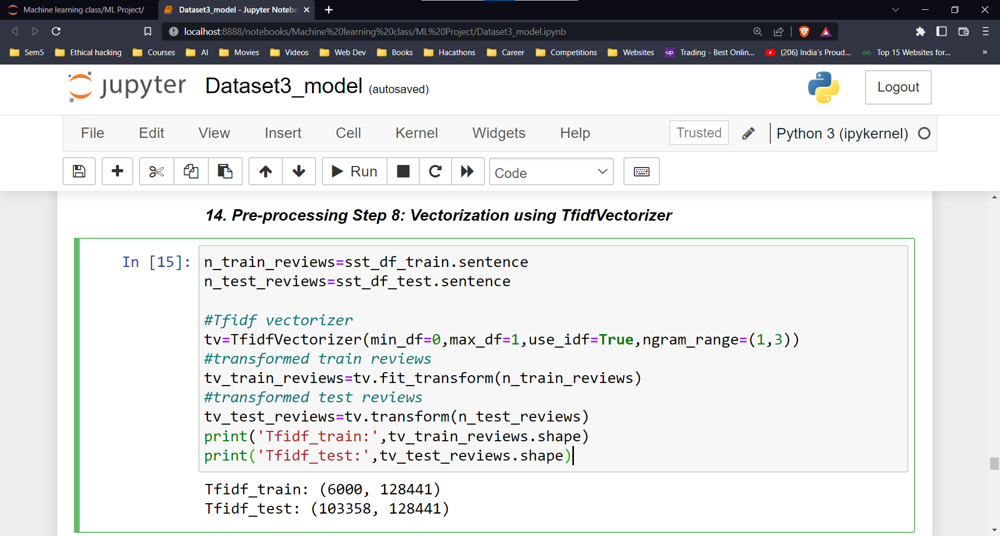 Machine learning class/ML Project/
Dataset3_model - Jupyter Notebo
localhost:8888/notebooks/Machine%20learning%20class/ML%20Project/Dataset3_model.ipynb
Sem5 Ethical hacking Courses AI Movies Videos Web Dev Books Hacathons Career Competitions Websites up Trading - Best Onlin... (206) India's Proud... Top 15 Websites for... »
jupyter Dataset3_model (autosaved) Logout
File Edit View Insert Cell Kernel Widgets Help Trusted Python 3 (ipykernel)
Run Code
14. Pre-processing Step 8: Vectorization using TfidfVectorizer
In [15]: n_train_reviews=sst_df_train.sentence
n_test_reviews=sst_df_test.sentence
#Tfidf vectorizer
tv=TfidfVectorizer(min_df=0,max_df=1,use_idf=True,ngram_range=(1,3))
#transformed train reviews
tv_train_reviews=tv.fit_transform(n_train_reviews)
#transformed test reviews
tv_test_reviews=tv.transform(n_test_reviews)
print('Tfidf_train:',tv_train_reviews.shape)
print('Tfidf_test:',tv_test_reviews.shape)
Tfidf_train: (6000, 128441)
Tfidf_test: (103358, 128441)